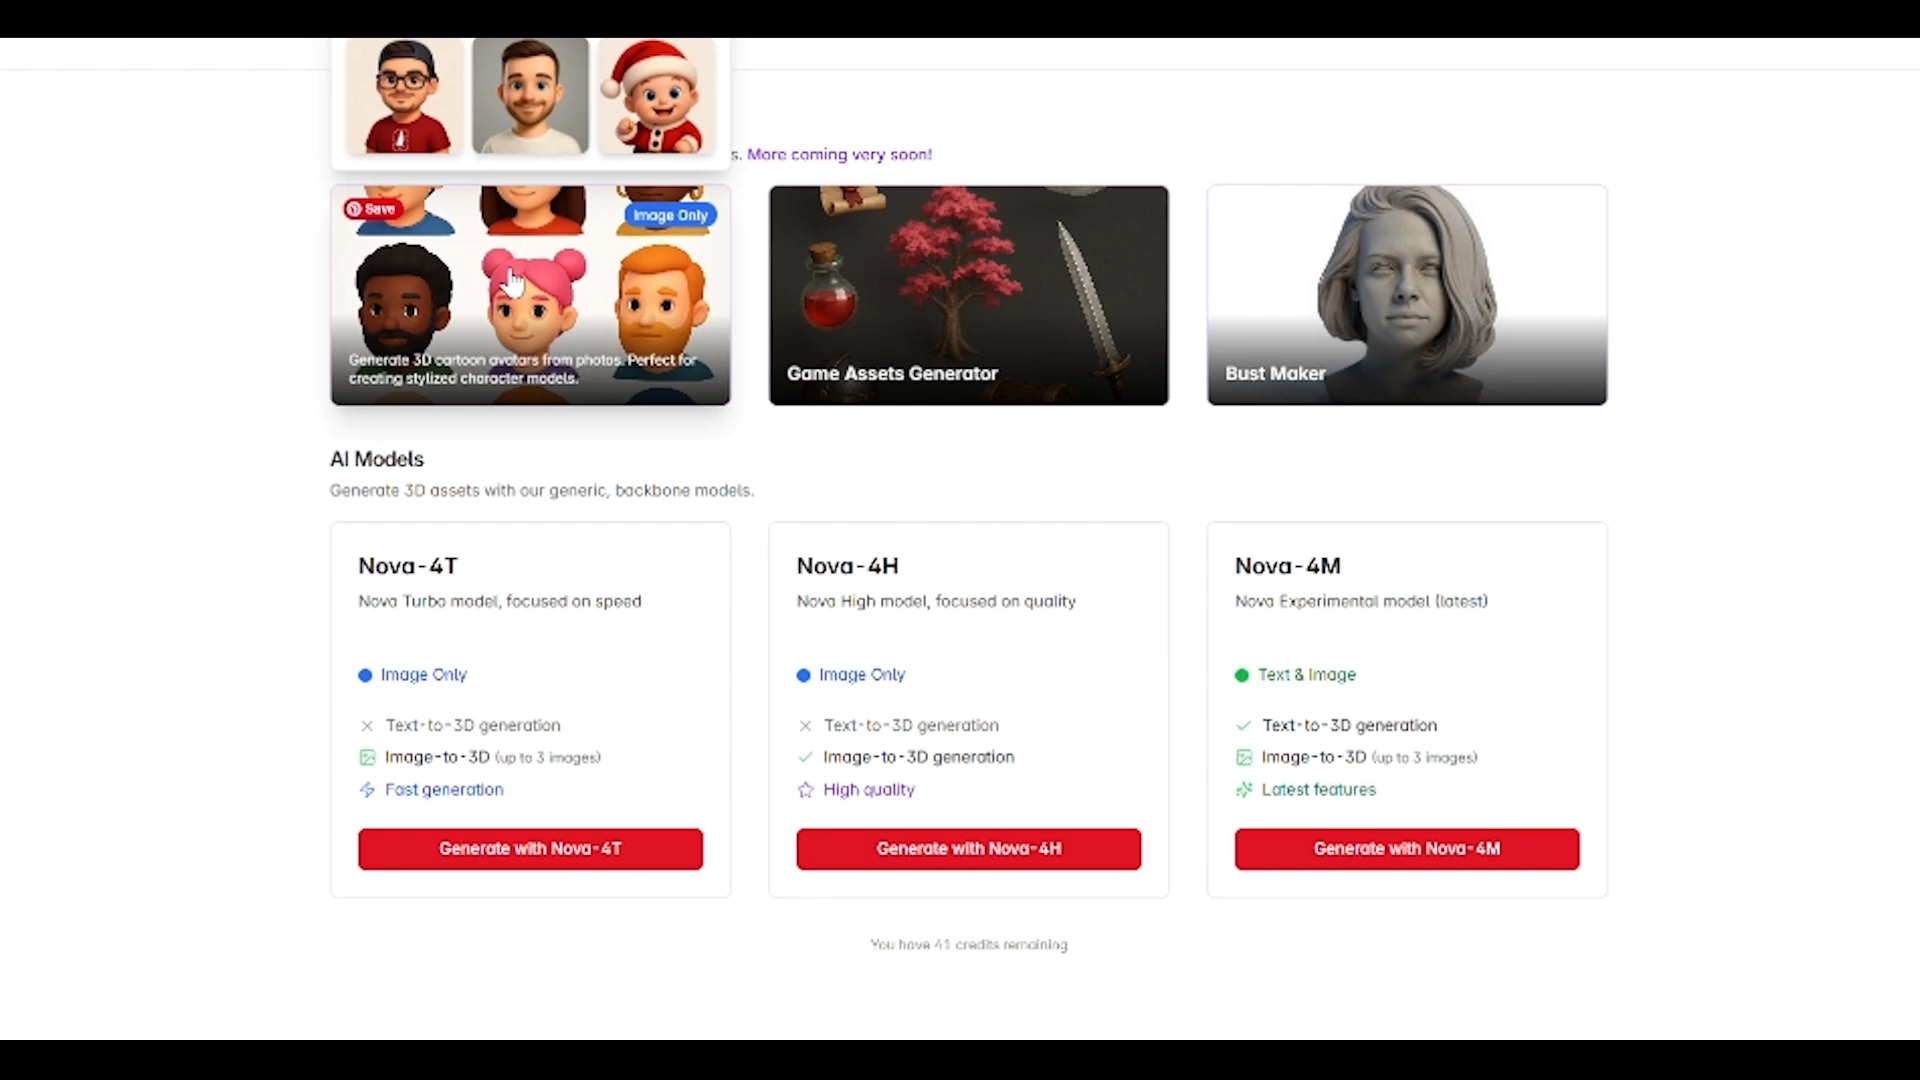 s. More coming very soon!
Save
Image Only
Generate 3D cartoon avatars from photos. Perfect for
creating stylized character models.
Game Assets Generator
Bust Maker
AI Models
Generate 3D assets with our generic, backbone models.
Nova-4T
Nova Turbo model, focused on speed
Image Only
Text-to-3D generation
Image-to-3D (up to 3 images)
Fast generation
Generate with Nova-4T
Nova-4H
Nova High model, focused on quality
Image Only
Text-to-3D generation
Image-to-3D generation
High quality
Generate with Nova-4H
Nova-4M
Nova Experimental model (latest)
Text & Image
Text-to-3D generation
Image-to-3D (up to 3 images)
Latest features
Generate with Nova-4M
You have 41 credits remaining